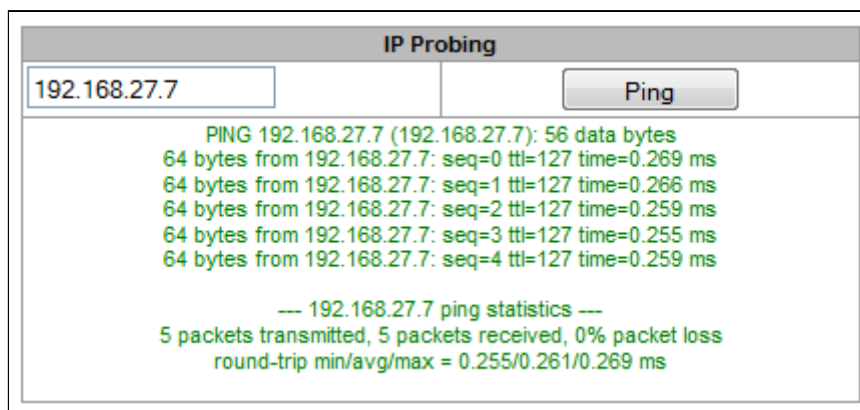 IP Probing
192.168.27.7
Ping
PING 192.168.27.7 (192.168.27.7): 56 data bytes
64 bytes from 192.168.27.7: seq=0 ttl=127 time=0.269 ms
64 bytes from 192.168.27.7: seq=1 ttl=127 time=0.266 ms
64 bytes from 192.168.27.7: seq=2 ttl=127 time=0.259 ms
64 bytes from 192.168.27.7: seq=3 ttl=127 time=0.255 ms
64 bytes from 192.168.27.7: seq=4 ttl=127 time=0.259 ms
--- 192.168.27.7 ping statistics ---
5 packets transmitted, 5 packets received, 0% packet loss
round-trip min/avg/max = 0.255/0.261/0.269 ms